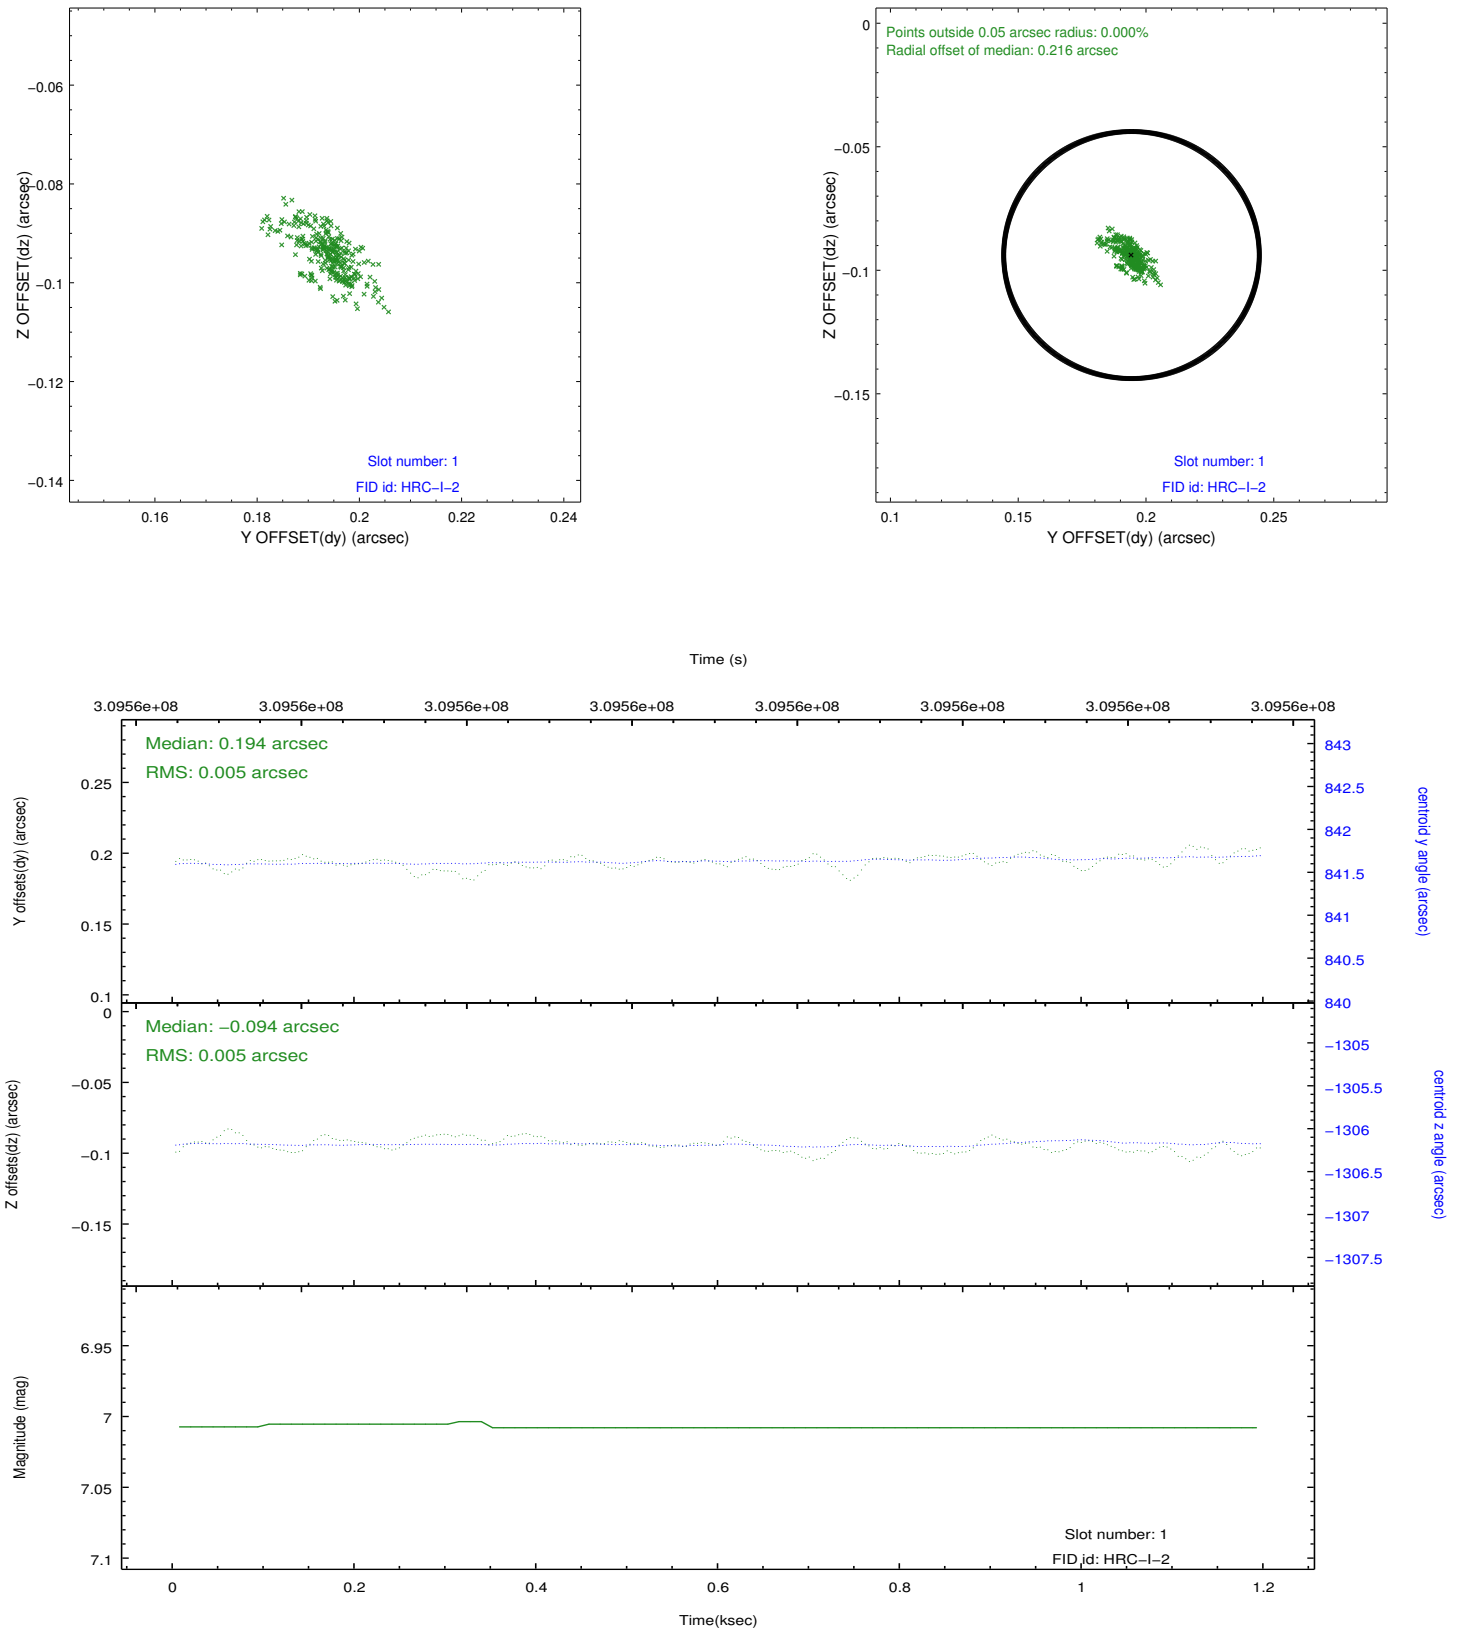 −0.06
−0.08
−0.1
−0.12
−0.14
Z OFFSET(dz) (arcsec)
Slot number: 1
FID id: HRC−I−2
0.16 0.18 0.2 0.22 0.24
Y OFFSET(dy) (arcsec)
Points outside 0.05 arcsec radius: 0.000%
Radial offset of median: 0.216 arcsec
0
−0.05
−0.1
−0.15
Z OFFSET(dz) (arcsec)
Slot number: 1
FID id: HRC−I−2
0.1 0.15 0.2 0.25
Y OFFSET(dy) (arcsec)
Time (s)
3.0956e+08 3.0956e+08 3.0956e+08 3.0956e+08 3.0956e+08 3.0956e+08 3.0956e+08 3.0956e+08
Median: 0.194 arcsec
RMS: 0.005 arcsec
0.25
0.2
0.15
0.1
Y offsets(dy) (arcsec)
843
842.5
842
841.5
841
840.5
840
centroid y angle (arcsec)
Median: −0.094 arcsec
RMS: 0.005 arcsec
0
−0.05
−0.1
−0.15
Z offsets(dz) (arcsec)
−1305
−1305.5
−1306
−1306.5
−1307
−1307.5
centroid z angle (arcsec)
6.95
7
7.05
7.1
Magnitude (mag)
Slot number: 1
FID id: HRC−I−2
0 0.2 0.4 0.6 0.8 1 1.2
Time(ksec)